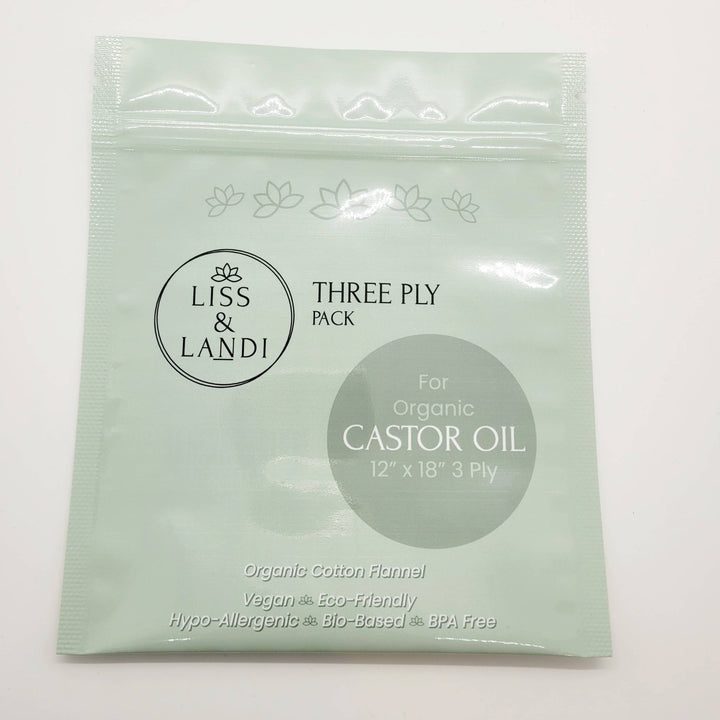 LISS
&
LANDI
THREE PLY
PACK
For
Organic
CASTOR OIL
12” x 18” 3 Ply
Organic Cotton Flannel
Vegan Eco-Friendly
Hypo-Allergenic Bio-Based BPA Free